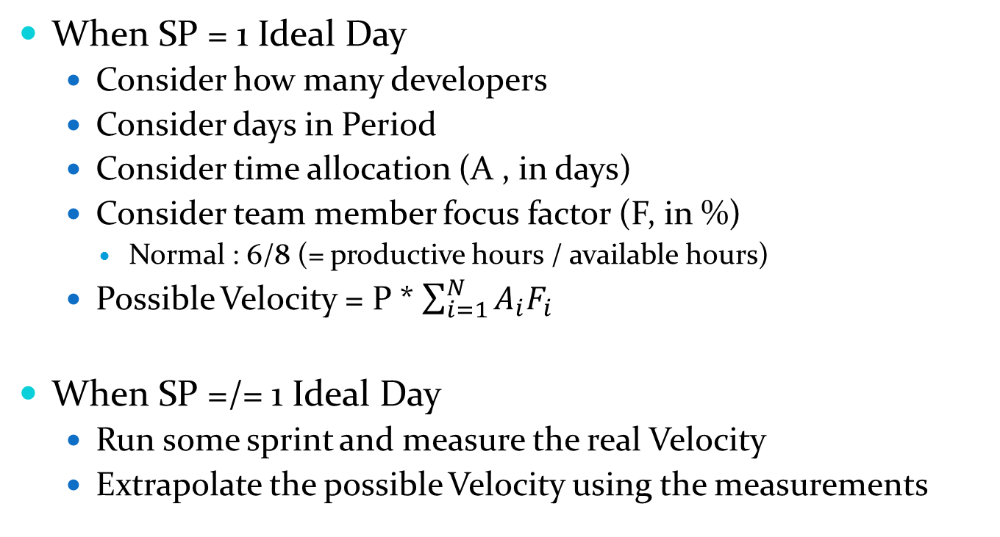 When SP = 1 Ideal Day
Consider how many developers
Consider days in Period
Consider time allocation (A , in days)
Consider team member focus factor (F, in %)
Normal : 6/8 (= productive hours / available hours)
Possible Velocity = P * ∑_{i=1}^{N} A_i F_i
When SP =/= 1 Ideal Day
Run some sprint and measure the real Velocity
Extrapolate the possible Velocity using the measurements